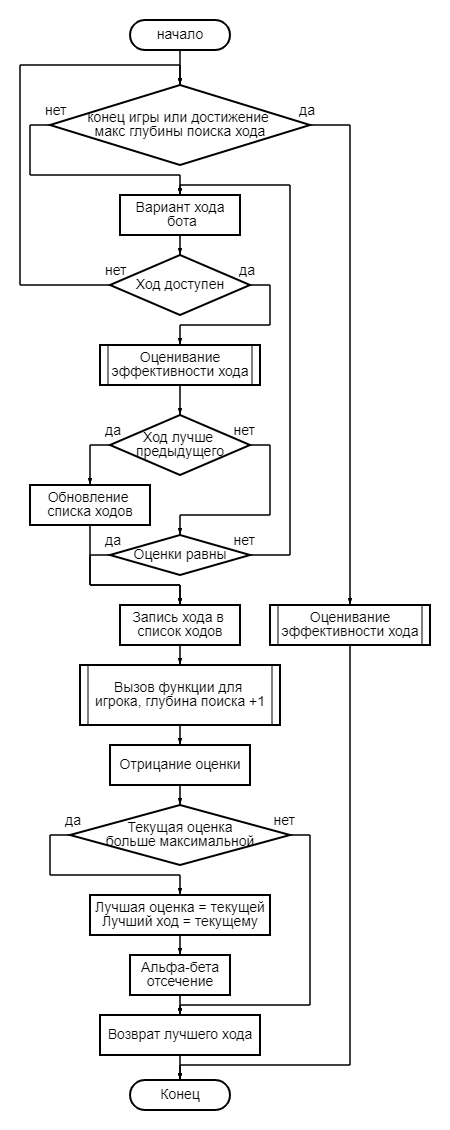 начало
нет
да
конец игры или достижение
макс глубины поиска хода
Вариант хода
бота
нет
да
Ход доступен
Оценивание
эффективности хода
да
нет
Ход лучше
предыдущего
Обновление
списка ходов
да
нет
Оценки равны
Запись хода в
список ходов
Оценивание
эффективности хода
Вызов функции для
игрока, глубина поиска +1
Отрицание оценки
да
нет
Текущая оценка
больше максимальной
Лучшая оценка = текущей
Лучший ход = текущему
Альфа-бета
отсечение
Возврат лучшего хода
Конец